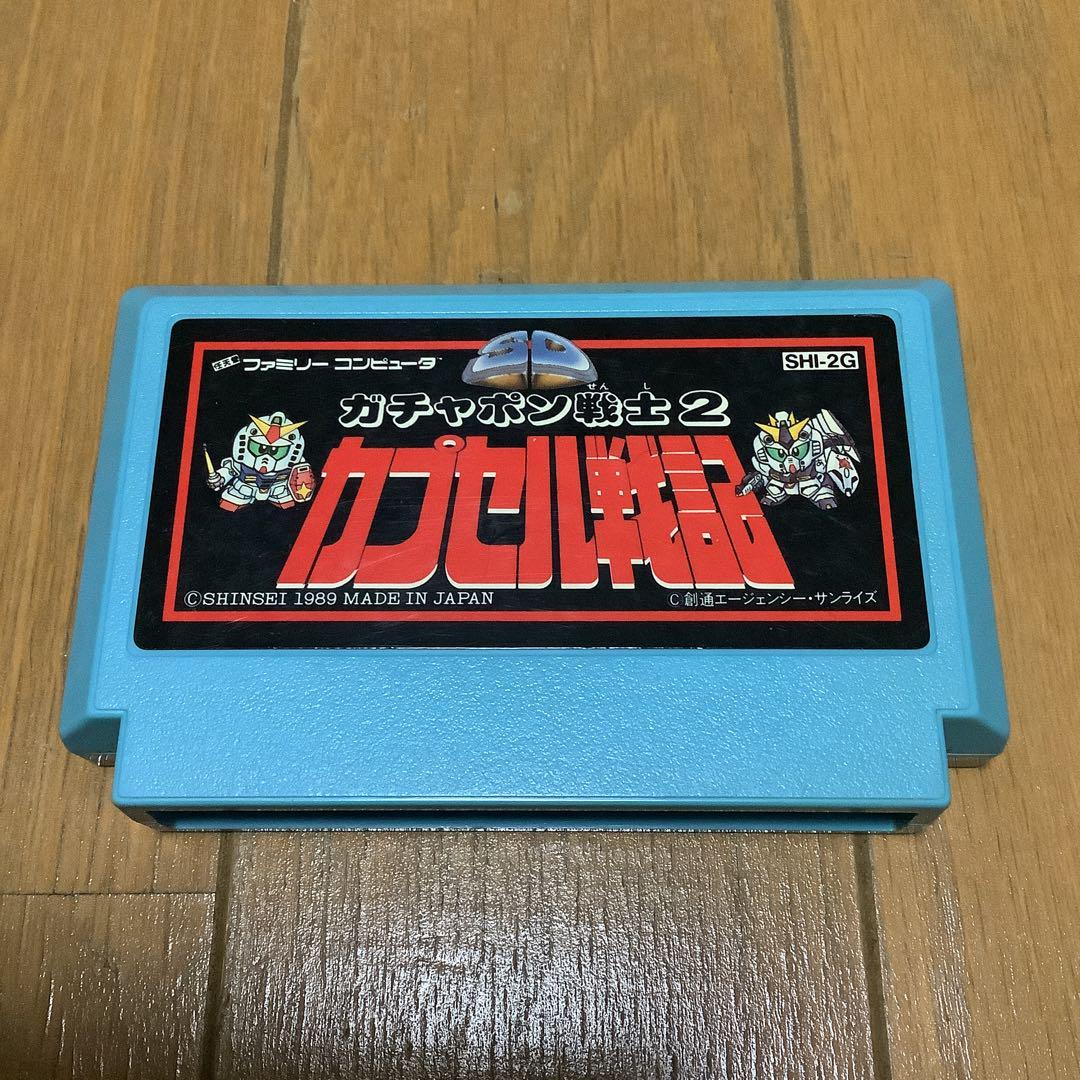 任天堂 ファミリー コンピュータ™
SD
SHI-2G
せん し
ガチャポン戦士2
カプセル戦記
©SHINSEI 1989 MADE IN JAPAN
©創通エージェンシー・サンライズ